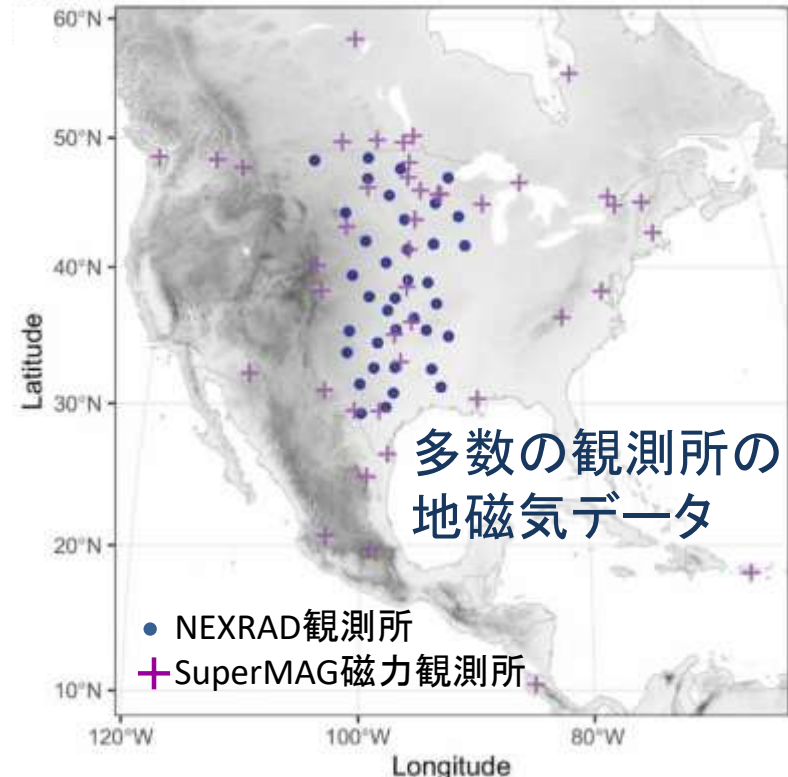 60°N
50°N
40°N
30°N
20°N
10°N
Latitude
多数の観測所の
地磁気データ
NEXRAD観測所
SuperMAG磁力観測所
120°W
100°W
80°W
Longitude